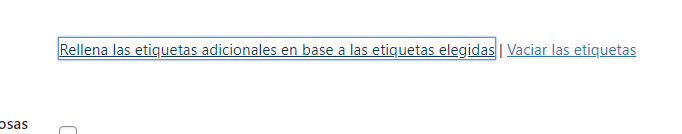 Rellena las etiquetas adicionales en base a las etiquetas elegidas | Vaciar las etiquetas
osas